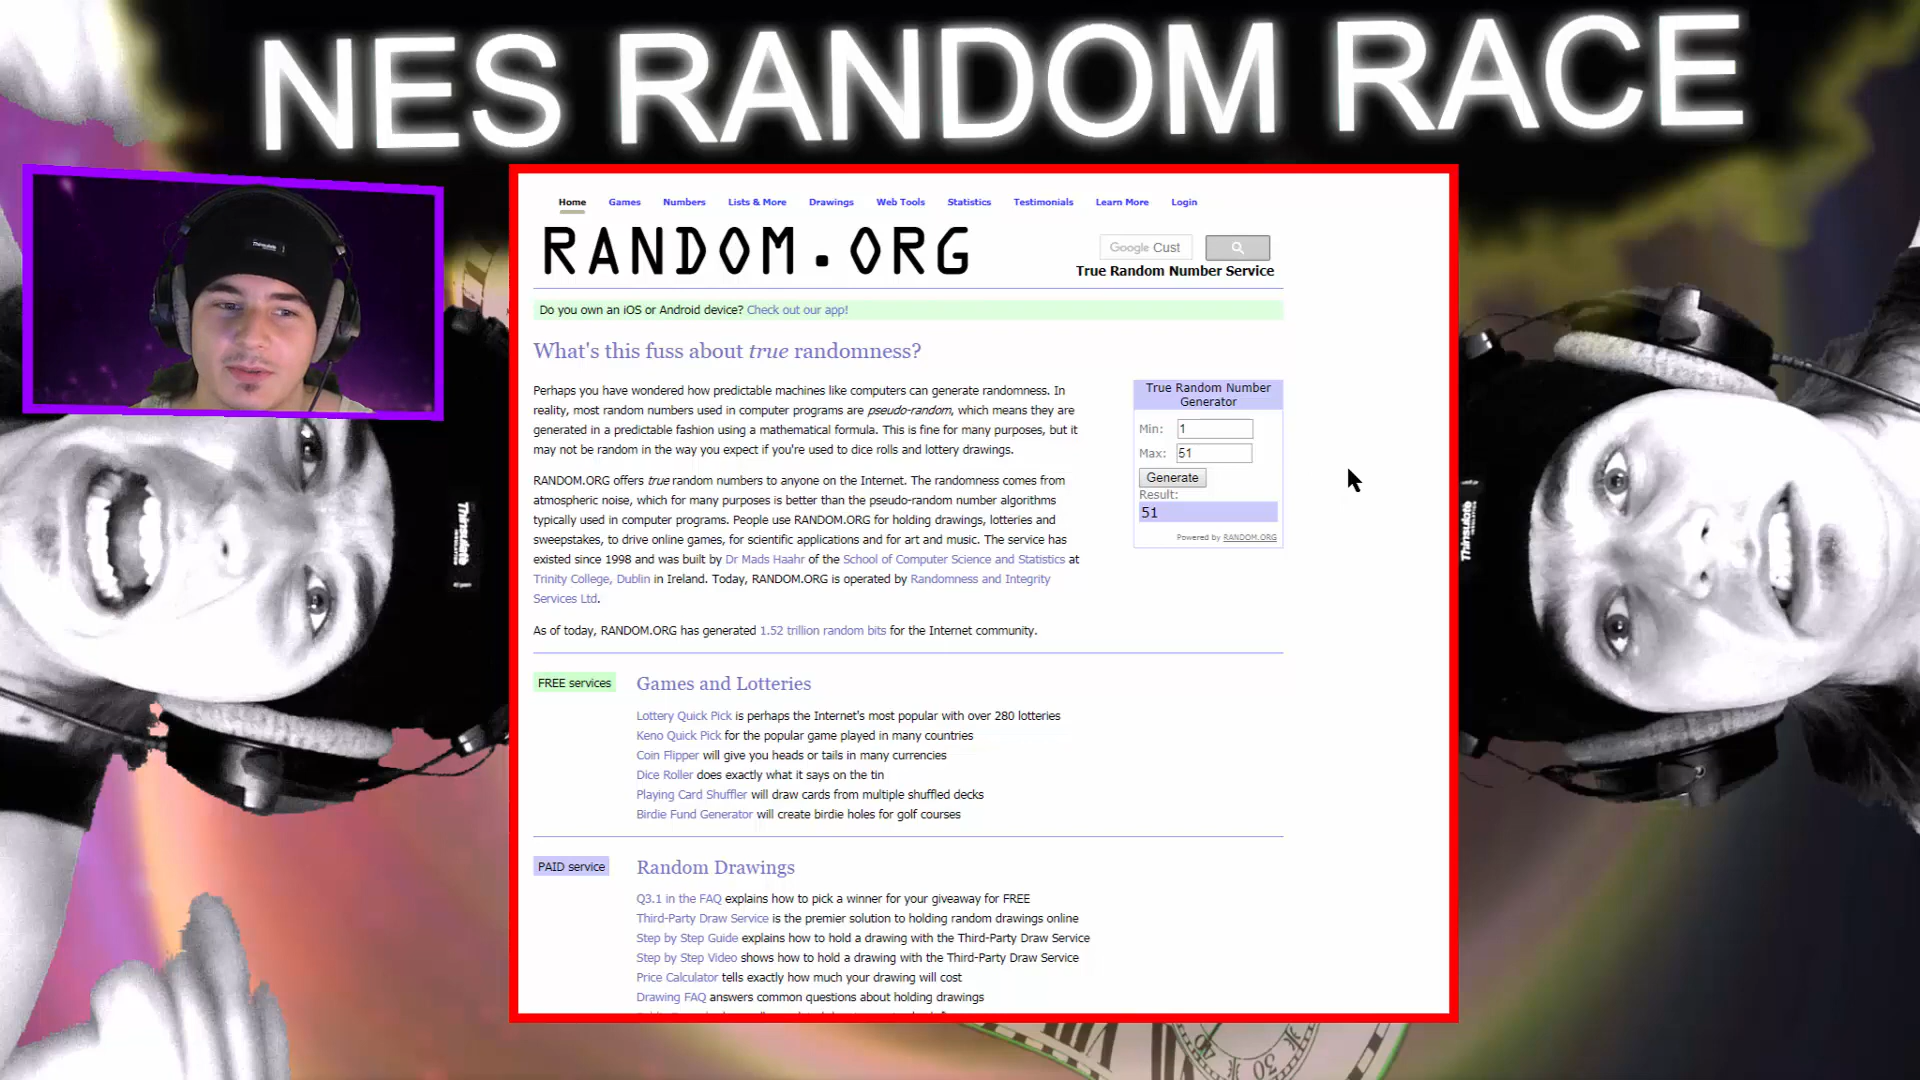 NES RANDOM RACE
Home Games Numbers Lists & More Drawings Web Tools Statistics Testimonials Learn More Login
RANDOM.ORG
Google Cust
True Random Number Service
Do you own an iOS or Android device? Check out our app!
What's this fuss about true randomness?
Perhaps you have wondered how predictable machines like computers can generate randomness. In
reality, most random numbers used in computer programs are pseudo-random, which means they are
generated in a predictable fashion using a mathematical formula. This is fine for many purposes, but it
may not be random in the way you expect if you're used to dice rolls and lottery drawings.
RANDOM.ORG offers true random numbers to anyone on the Internet. The randomness comes from
atmospheric noise, which for many purposes is better than the pseudo-random number algorithms
typically used in computer programs. People use RANDOM.ORG for holding drawings, lotteries and
sweepstakes, to drive online games, for scientific applications and for art and music. The service has
existed since 1998 and was built by Dr Mads Haahr of the School of Computer Science and Statistics at
Trinity College, Dublin in Ireland. Today, RANDOM.ORG is operated by Randomness and Integrity
Services Ltd.
As of today, RANDOM.ORG has generated 1.52 trillion random bits for the Internet community.
True Random Number
Generator
Min: 1
Max: 51
Generate
Result:
51
Powered by RANDOM.ORG
FREE services
Games and Lotteries
Lottery Quick Pick is perhaps the Internet's most popular with over 280 lotteries
Keno Quick Pick for the popular game played in many countries
Coin Flipper will give you heads or tails in many currencies
Dice Roller does exactly what it says on the tin
Playing Card Shuffler will draw cards from multiple shuffled decks
Birdie Fund Generator will create birdie holes for golf courses
PAID service
Random Drawings
Q3.1 in the FAQ explains how to pick a winner for your giveaway for FREE
Third-Party Draw Service is the premier solution to holding random drawings online
Step by Step Guide explains how to hold a drawing with the Third-Party Draw Service
Step by Step Video shows how to hold a drawing with the Third-Party Draw Service
Price Calculator tells exactly how much your drawing will cost
Drawing FAQ answers common questions about holding drawings
Thinsulate
Thinsulate
Thinsulate
40
30